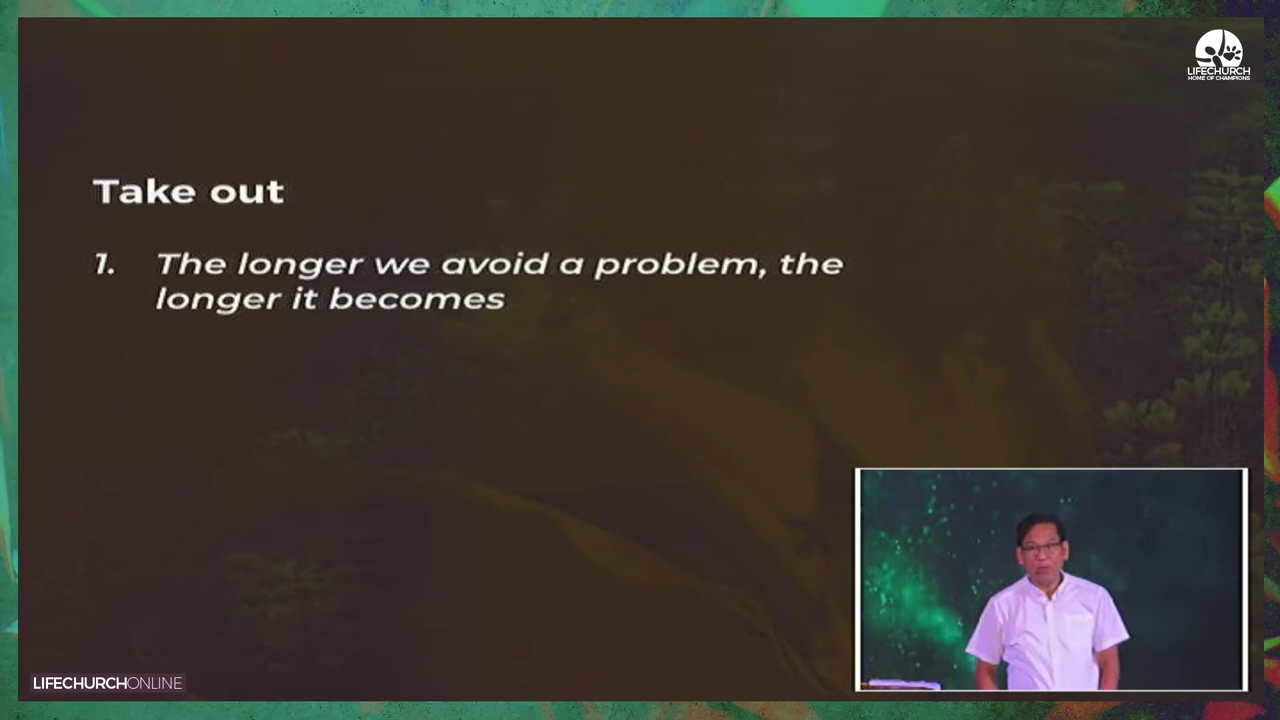 LIFECHURCH
HOME OF CHAMPIONS
Take out
1. The longer we avoid a problem, the
longer it becomes
LIFECHURCHONLINE